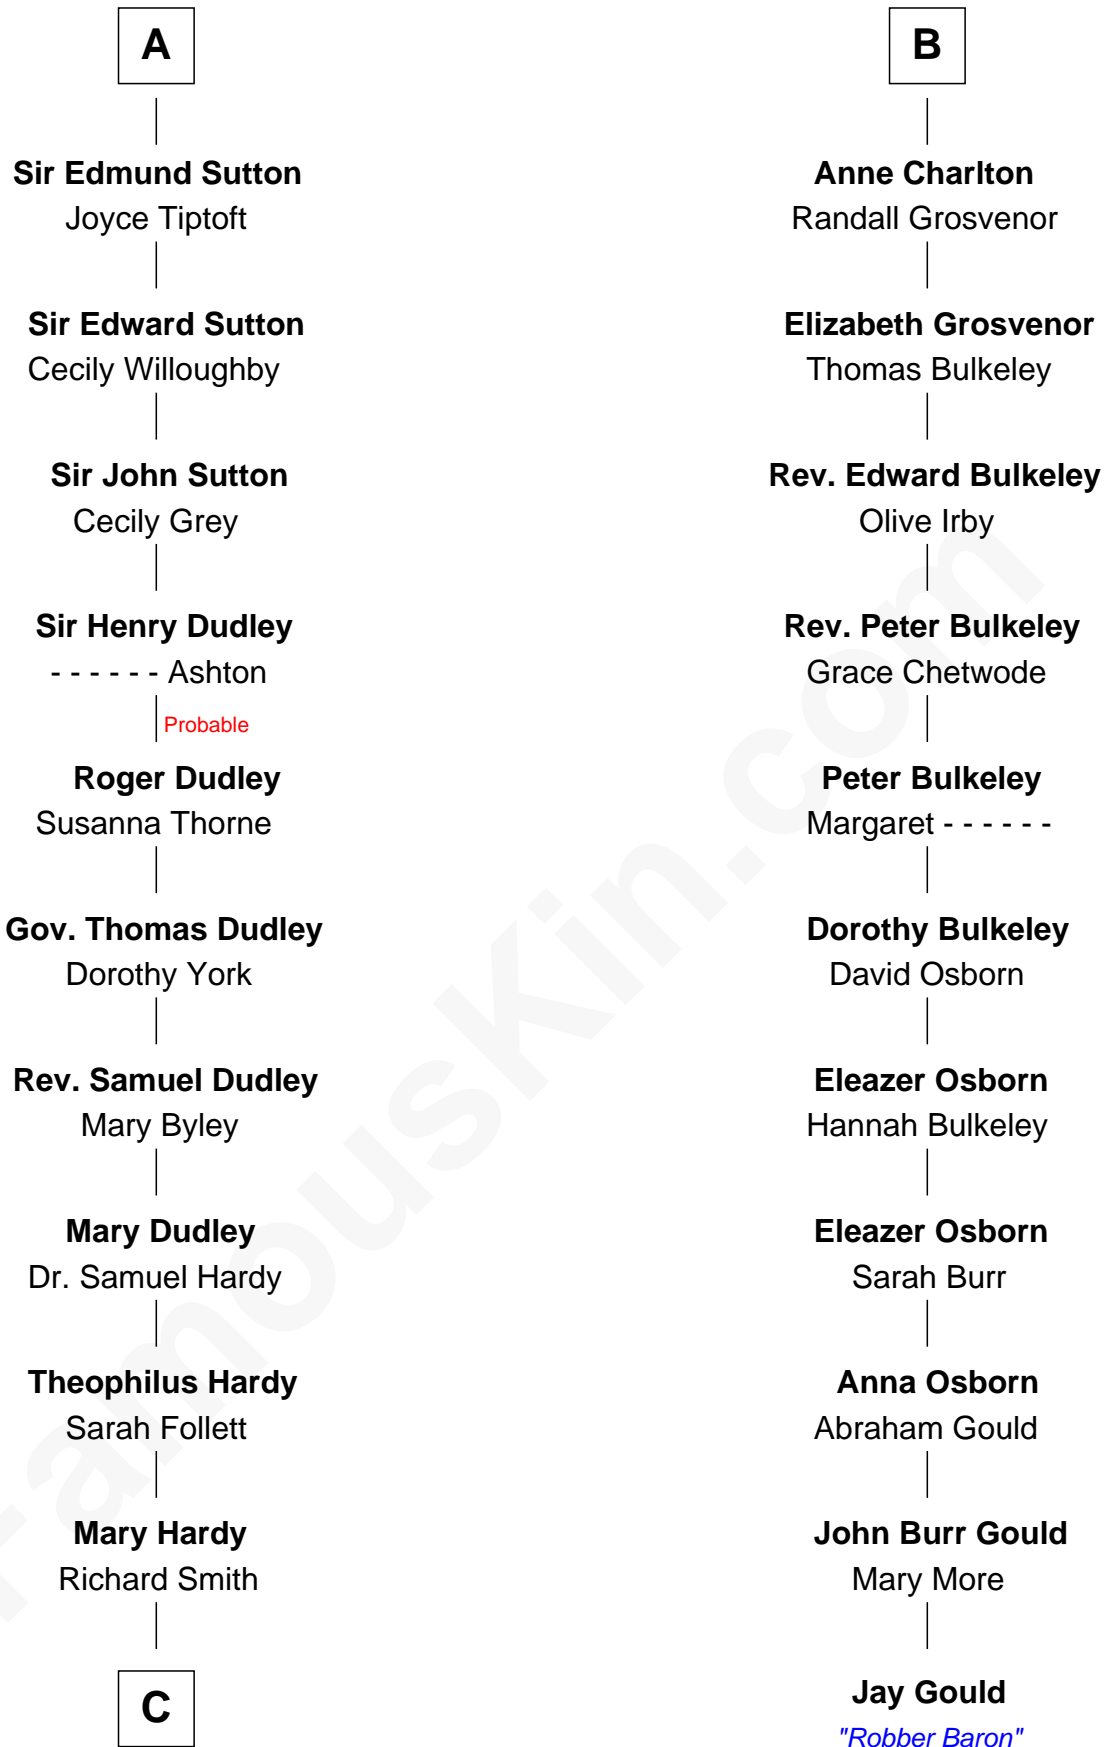 A
Sir Edmund Sutton
Joyce Tiptoft
Sir Edward Sutton
Cecily Willoughby
Sir John Sutton
Cecily Grey
Sir Henry Dudley
- - - - - - Ashton
Probable
Roger Dudley
Susanna Thorne
Gov. Thomas Dudley
Dorothy York
Rev. Samuel Dudley
Mary Byley
Mary Dudley
Dr. Samuel Hardy
Theophilus Hardy
Sarah Follett
Mary Hardy
Richard Smith
C
B
Anne Charlton
Randall Grosvenor
Elizabeth Grosvenor
Thomas Bulkeley
Rev. Edward Bulkeley
Olive Irby
Rev. Peter Bulkeley
Grace Chetwode
Peter Bulkeley
Margaret - - - - - -
Dorothy Bulkeley
David Osborn
Eleazer Osborn
Hannah Bulkeley
Eleazer Osborn
Sarah Burr
Anna Osborn
Abraham Gould
John Burr Gould
Mary More
Jay Gould
"Robber Baron"
FamousKin.com